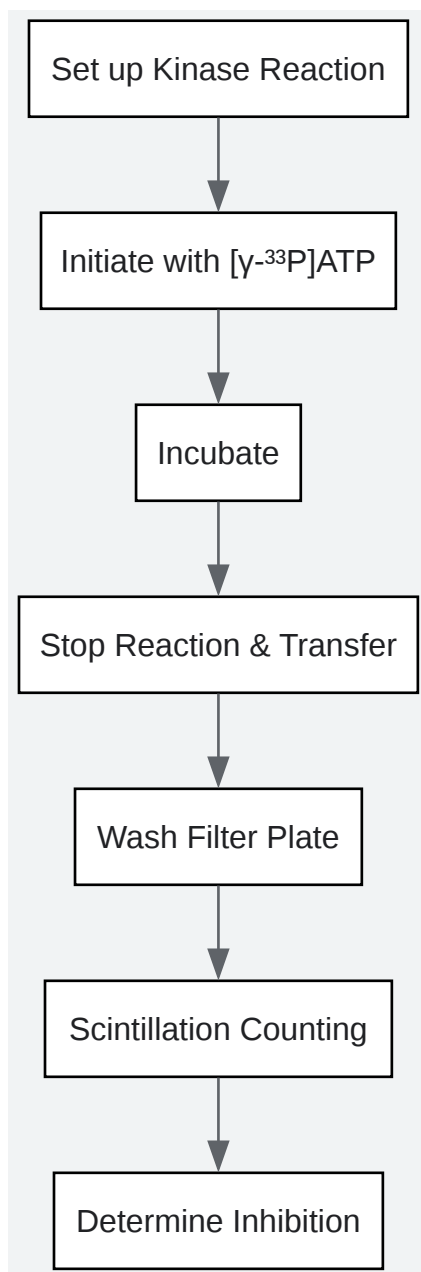 Set up Kinase Reaction
Initiate with [γ-³³P]ATP
Incubate
Stop Reaction & Transfer
Wash Filter Plate
Scintillation Counting
Determine Inhibition